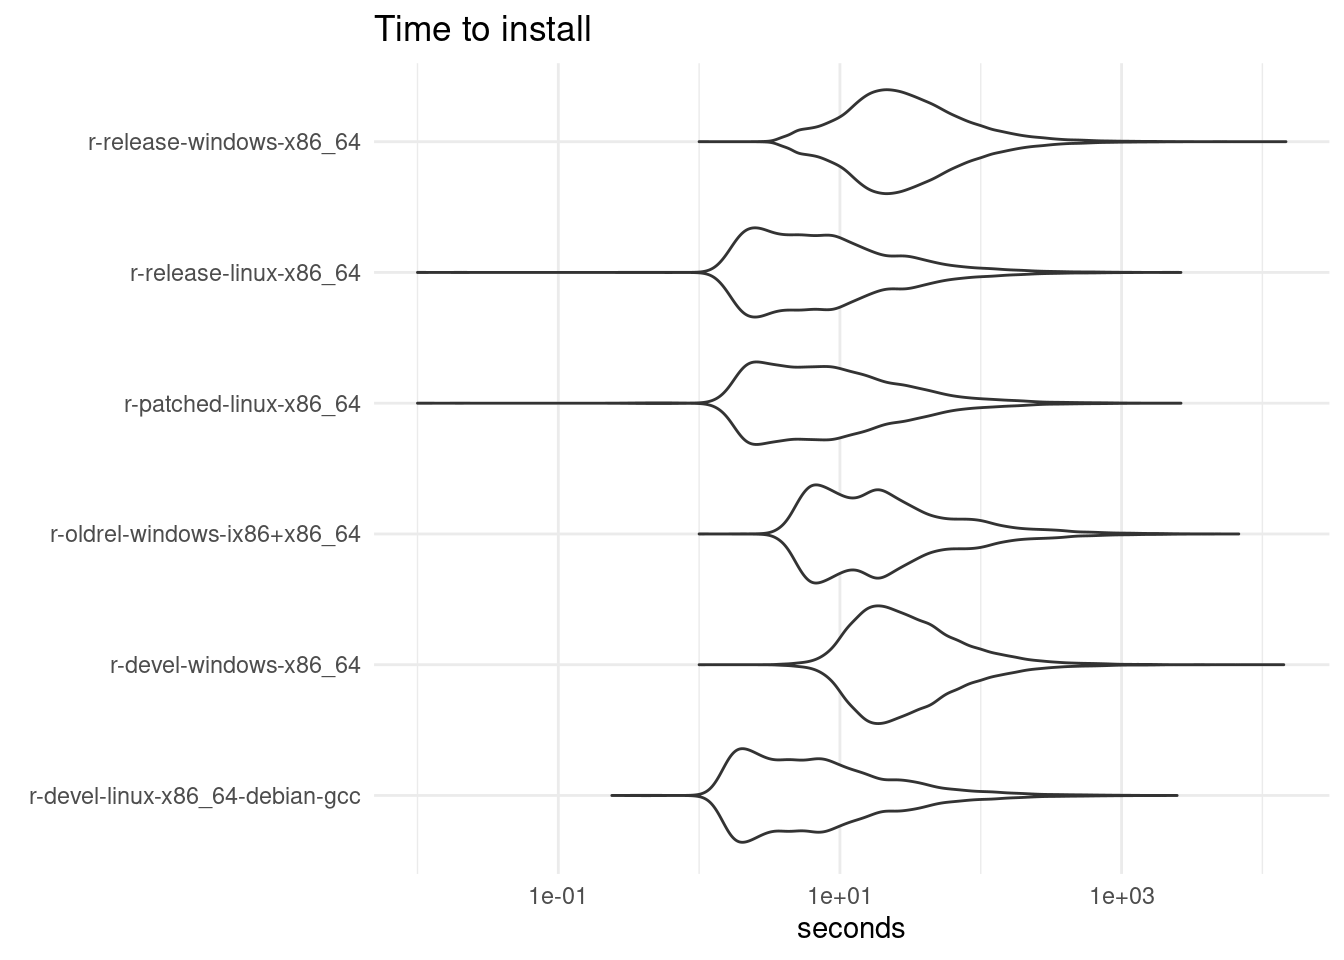 Time to install
r-release-windows-x86_64
r-release-linux-x86_64
r-patched-linux-x86_64
r-oldrel-windows-ix86+x86_64
r-devel-windows-x86_64
r-devel-linux-x86_64-debian-gcc
1e-01 1e+01 1e+03
seconds